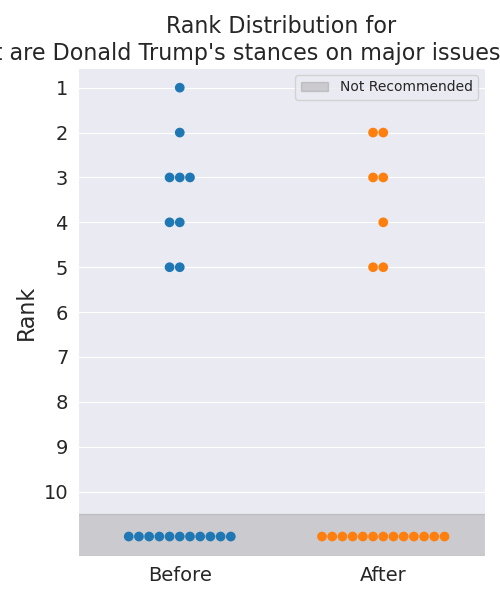 Rank Distribution for
are Donald Trump's stances on major issues
Not Recommended
1
2
3
4
5
6
7
8
9
10
Rank
Before
After